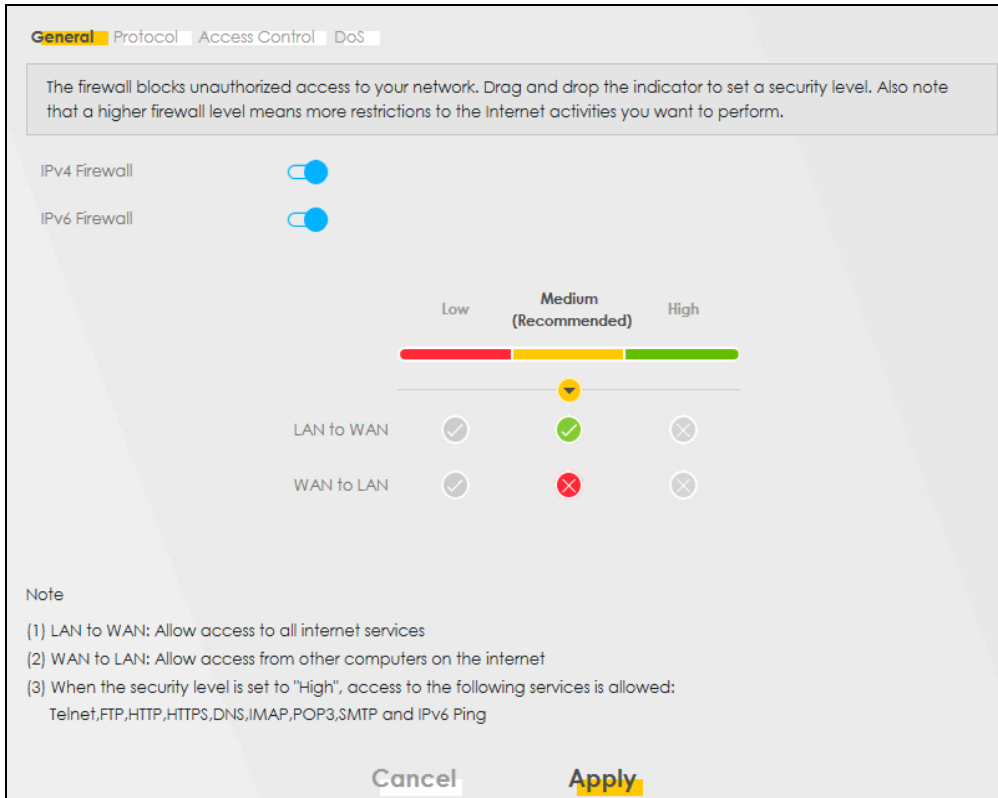 General Protocol Access Control DoS
The firewall blocks unauthorized access to your network. Drag and drop the indicator to set a security level. Also note
that a higher firewall level means more restrictions to the Internet activities you want to perform.
IPv4 Firewall
IPv6 Firewall
Low Medium (Recommended) High
LAN to WAN
WAN to LAN
Note
(1) LAN to WAN: Allow access to all internet services
(2) WAN to LAN: Allow access from other computers on the internet
(3) When the security level is set to "High", access to the following services is allowed:
Telnet,FTP,HTTP,HTTPS,DNS,IMAP,POP3,SMTP and IPv6 Ping
Cancel Apply